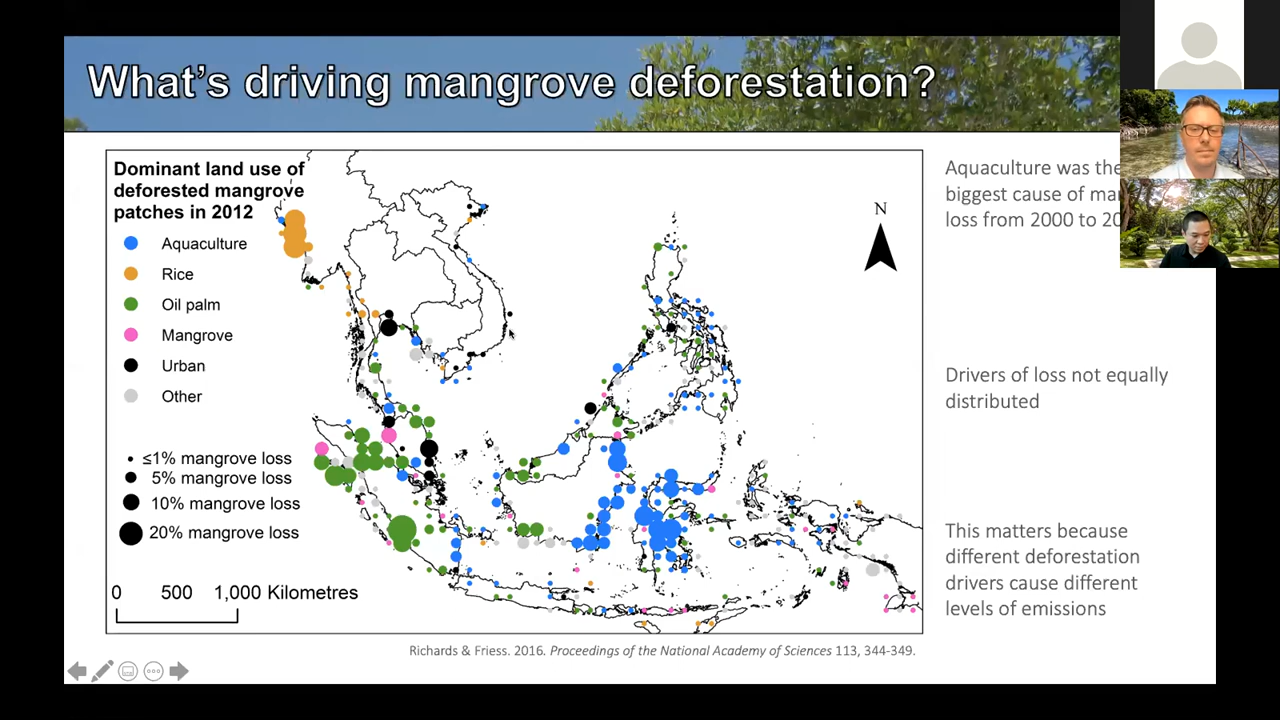 What's driving mangrove deforestation?
Dominant land use of
deforested mangrove
patches in 2012
Aquaculture
Rice
Oil palm
Mangrove
Urban
Other
≤1% mangrove loss
5% mangrove loss
10% mangrove loss
20% mangrove loss
0 500 1,000 Kilometres
N
Aquaculture was the
biggest cause of
loss from 2000 to
Drivers of loss not equally
distributed
This matters because
different deforestation
drivers cause different
levels of emissions
Richards & Friess. 2016. Proceedings of the National Academy of Sciences 113, 344-349.